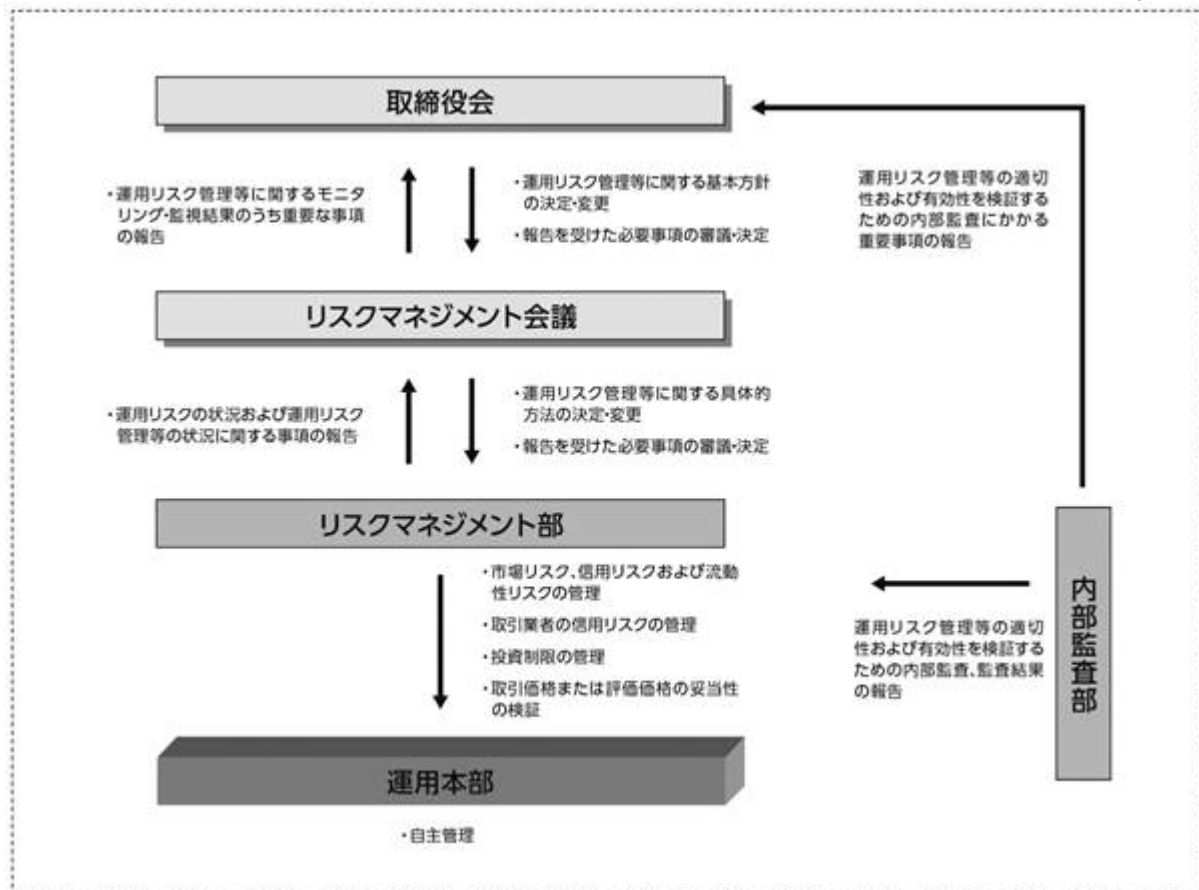 取締役会
・運用リスク管理等に関するモニタ
リング・監視結果のうち重要な事項
の報告
・運用リスク管理等に関する基本方針
の決定・変更
・報告を受けた必要事項の審議・決定
運用リスク管理等の適切
性および有効性を検証す
るための内部監査にかかる
重要事項の報告
リスクマネジメント会議
・運用リスクの状況および運用リスク
管理等の状況に関する事項の報告
・運用リスク管理等に関する具体的
方法の決定・変更
・報告を受けた必要事項の審議・決定
リスクマネジメント部
・市場リスク、信用リスクおよび流動
性リスクの管理
・取引業者の信用リスクの管理
・投資制限の管理
・取引価格または評価価格の妥当性
の検証
運用リスク管理等の適切
性および有効性を検証する
ための内部監査、監査結果
の報告
内部監査部
運用本部
・自主管理